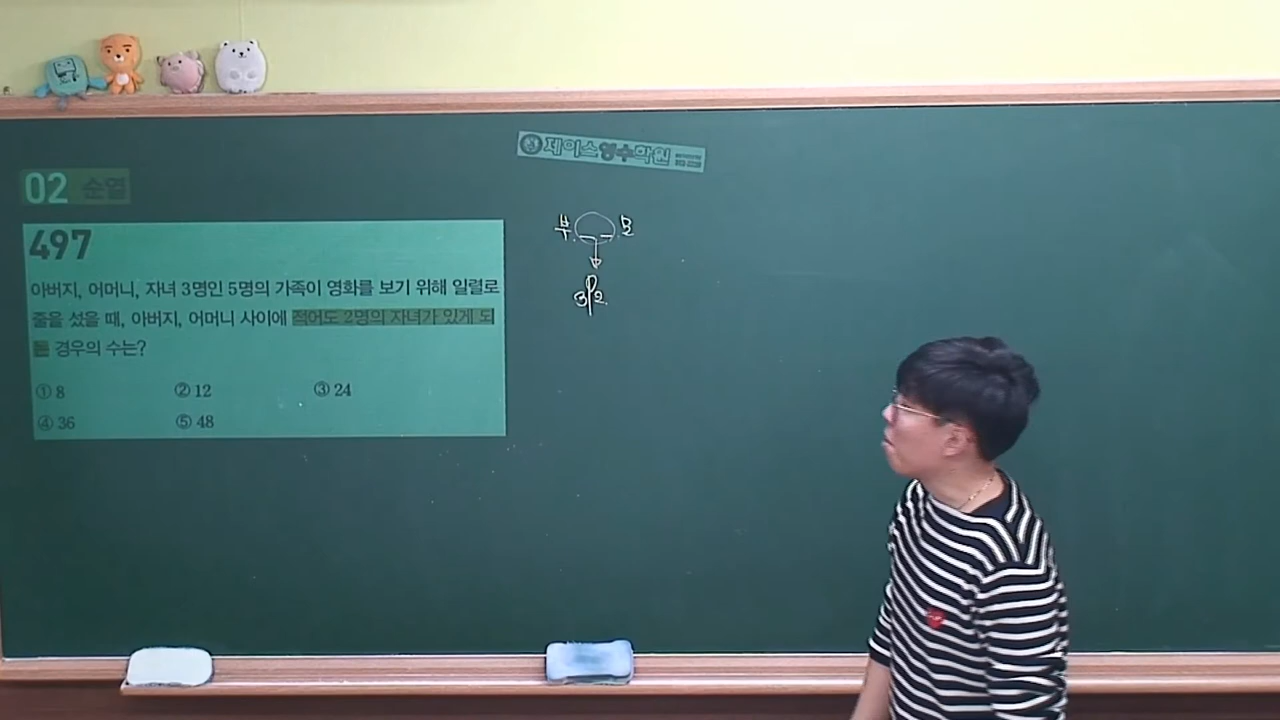 제이스영수학원
02 순열
497
아버지, 어머니, 자녀 3명인 5명의 가족이 영화를 보기 위해 일렬로
줄을 섰을 때, 아버지, 어머니 사이에 적어도 2명의 자녀가 있게 되
는 경우의 수는?
① 8 ② 12 ③ 24
④ 36 ⑤ 48
부 모
3P2